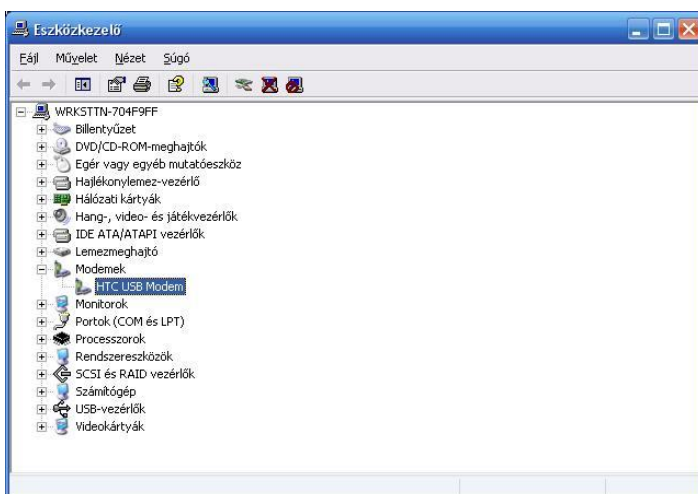 Eszközkezelő
Fájl Művelet Nézet Súgó
WRKSTTN-704F9FF
Billentyűzet
DVD/CD-ROM-meghajtók
Egér vagy egyéb mutatóeszköz
Hajlékonylemez-vezérlő
Hálózati kártyák
Hang-, video- és játékvezérlők
IDE ATA/ATAPI vezérlők
Lemezmeghajtó
Modemek
HTC USB Modem
Monitorok
Portok (COM és LPT)
Processzorok
Rendszereszközök
SCSI és RAID vezérlők
Számítógép
USB-vezérlők
Videokártyák